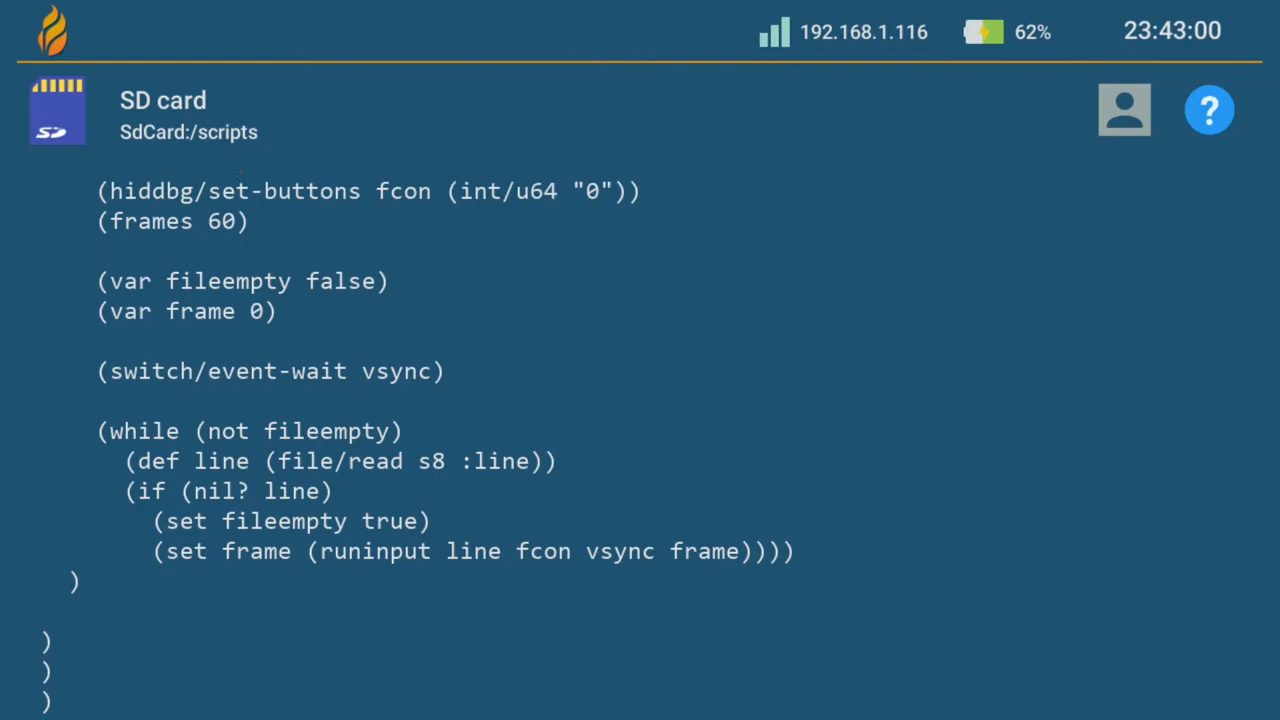 192.168.1.116 62% 23:43:00
SD card
SdCard:/scripts
SD
?
(hiddbg/set-buttons fcon (int/u64 "0"))
(frames 60)
(var fileempty false)
(var frame 0)
(switch/event-wait vsync)
(while (not fileempty)
(def line (file/read s8 :line))
(if (nil? line)
(set fileempty true)
(set frame (runinput line fcon vsync frame))))
)
)
)
)